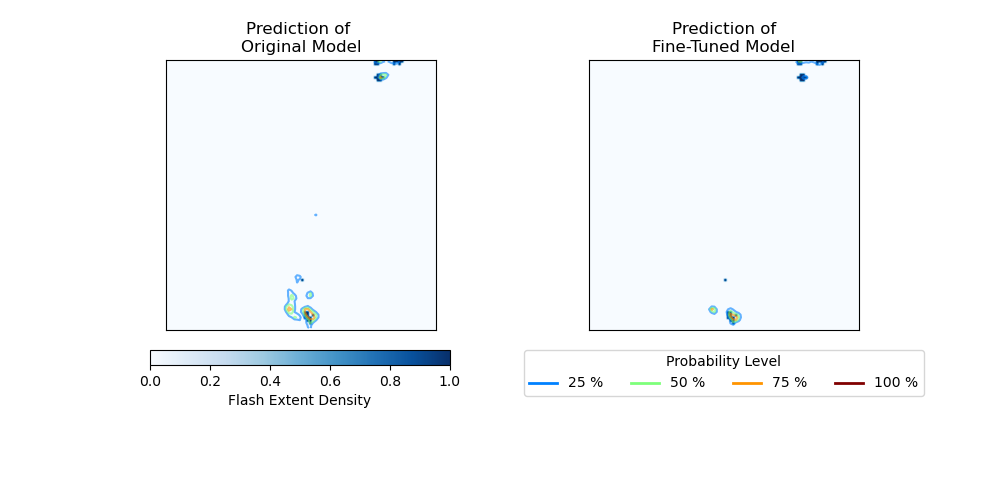 Prediction of
Original Model
Prediction of
Fine-Tuned Model
0.0 0.2 0.4 0.6 0.8 1.0
Flash Extent Density
Probability Level
25 % 50 % 75 % 100 %